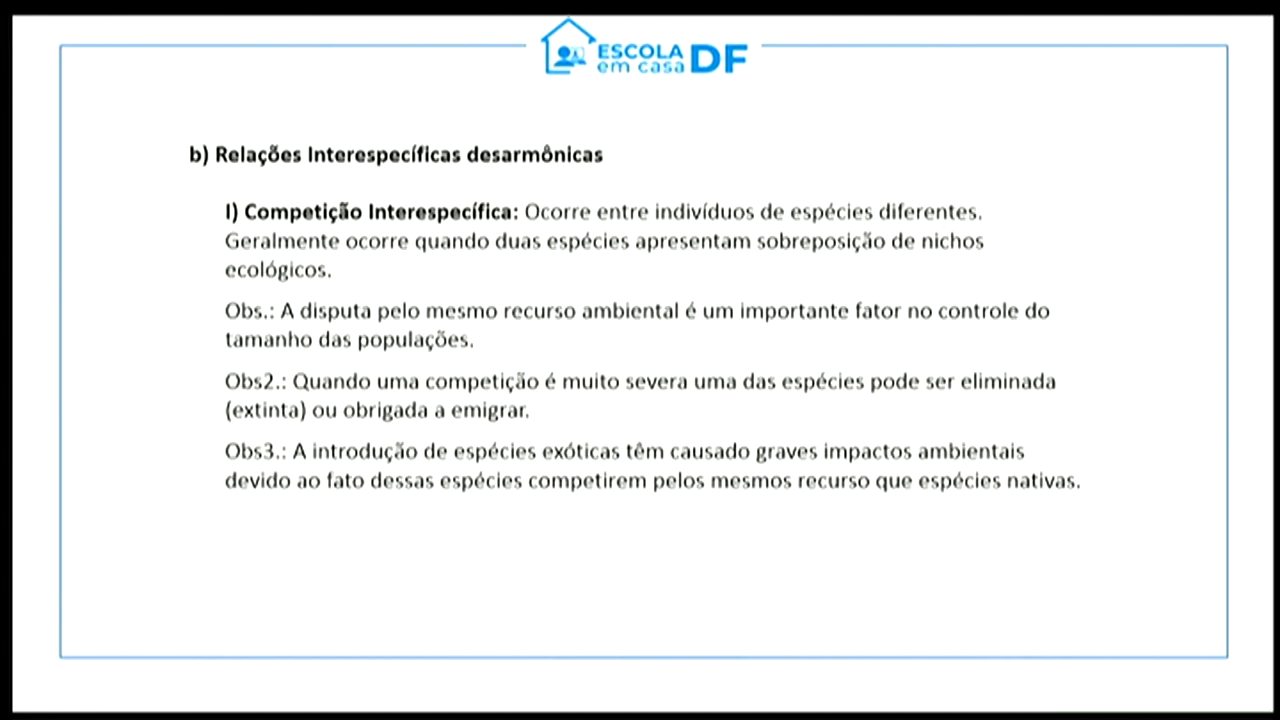 ESCOLA
em casa DF
b) Relações Interespecíficas desarmônicas
I) Competição Interespecífica: Ocorre entre indivíduos de espécies diferentes.
Geralmente ocorre quando duas espécies apresentam sobreposição de nichos
ecológicos.
Obs.: A disputa pelo mesmo recurso ambiental é um importante fator no controle do
tamanho das populações.
Obs2.: Quando uma competição é muito severa uma das espécies pode ser eliminada
(extinta) ou obrigada a emigrar.
Obs3.: A introdução de espécies exóticas têm causado graves impactos ambientais
devido ao fato dessas espécies competirem pelos mesmos recurso que espécies nativas.